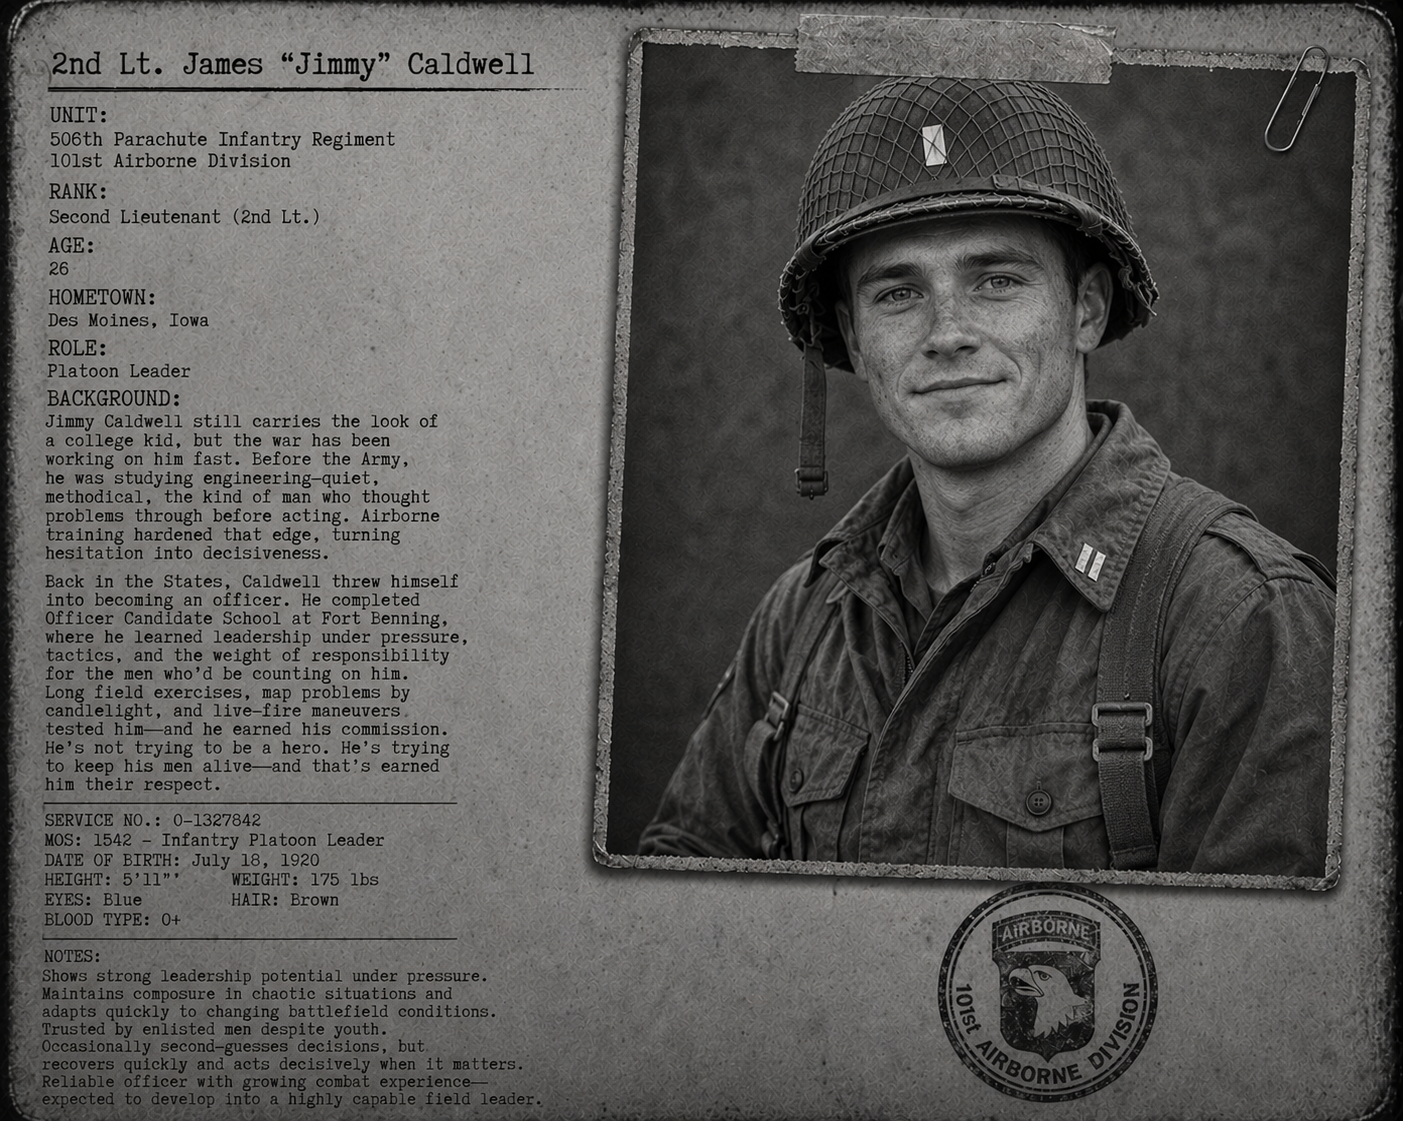 2nd Lt. James “Jimmy” Caldwell
UNIT:
506th Parachute Infantry Regiment
101st Airborne Division
RANK:
Second Lieutenant (2nd Lt.)
AGE:
26
HOMETOWN:
Des Moines, Iowa
ROLE:
Platoon Leader
BACKGROUND:
Jimmy Caldwell still carries the look of
a college kid, but the war has been
working on him fast. Before the Army,
he was studying engineering—quiet,
methodical, the kind of man who thought
problems through before acting. Airborne
training hardened that edge, turning
hesitation into decisiveness.
Back in the States, Caldwell threw himself
into becoming an officer. He completed
Officer Candidate School at Fort Benning,
where he learned leadership under pressure,
tactics, and the weight of responsibility
for the men who’d be counting on him.
Long field exercises, map problems by
candlelight, and live-fire maneuvers
tested him—and he earned his commission.
He’s not trying to be a hero. He’s trying
to keep his men alive—and that’s earned
him their respect.
SERVICE NO.: O-1327842
MOS: 1542 – Infantry Platoon Leader
DATE OF BIRTH: July 18, 1920
HEIGHT: 5’11”’ WEIGHT: 175 lbs
EYES: Blue HAIR: Brown
BLOOD TYPE: O+
NOTES:
Shows strong leadership potential under pressure.
Maintains composure in chaotic situations and
adapts quickly to changing battlefield conditions.
Trusted by enlisted men despite youth.
Occasionally second-guesses decisions, but
recovers quickly and acts decisively when it matters.
Reliable officer with growing combat experience—
expected to develop into a highly capable field leader.
AIRBORNE
101st AIRBORNE DIVISION